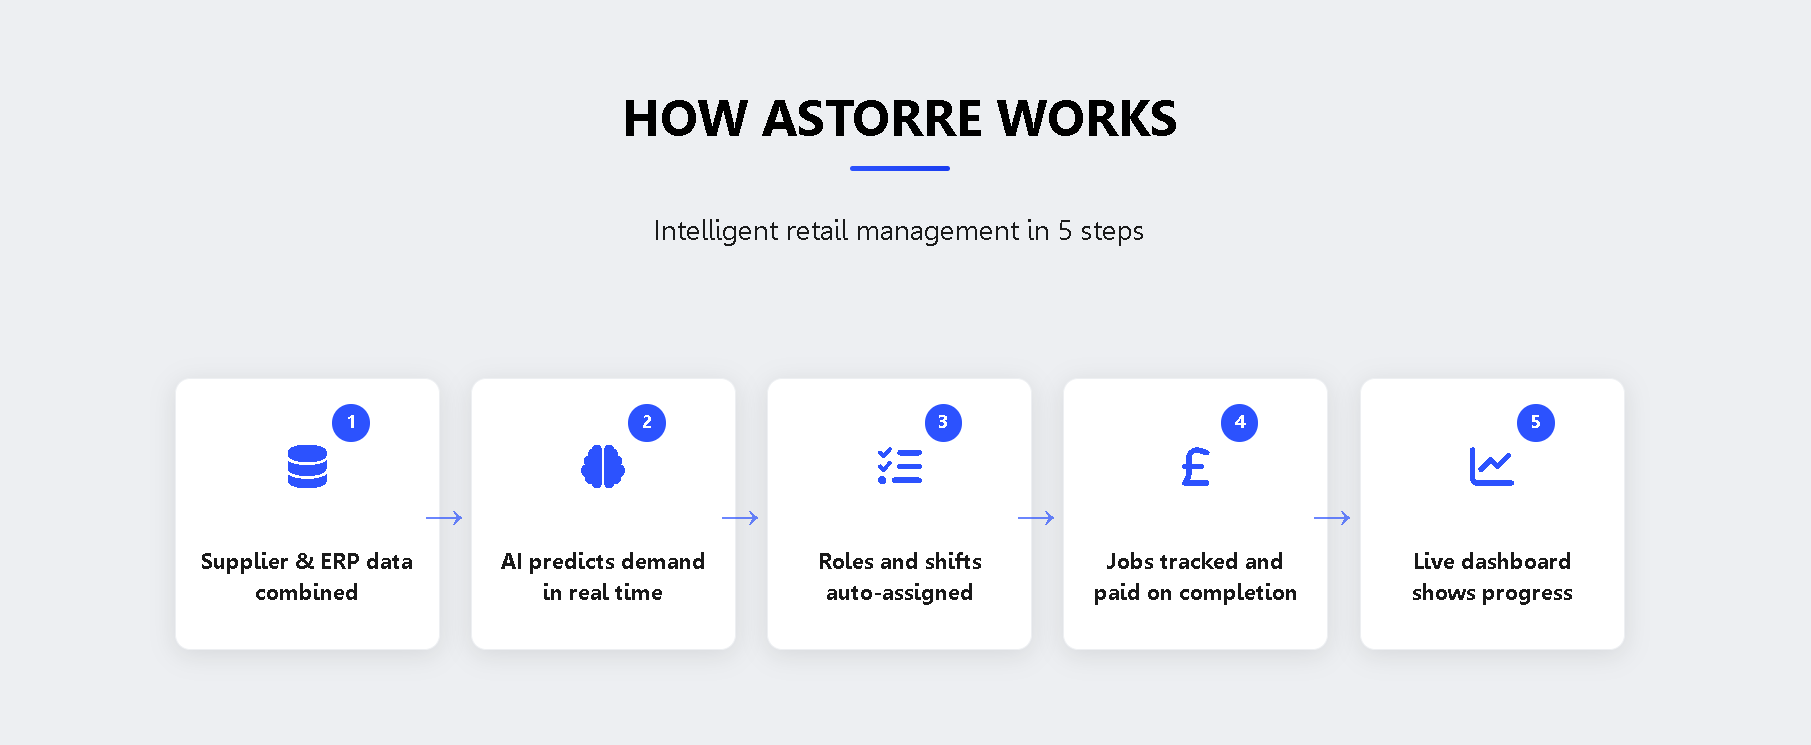 HOW ASTORRE WORKS
Intelligent retail management in 5 steps
1
Supplier & ERP data
combined
→
2
AI predicts demand
in real time
→
3
Roles and shifts
auto-assigned
→
4
£
Jobs tracked and
paid on completion
→
5
Live dashboard
shows progress